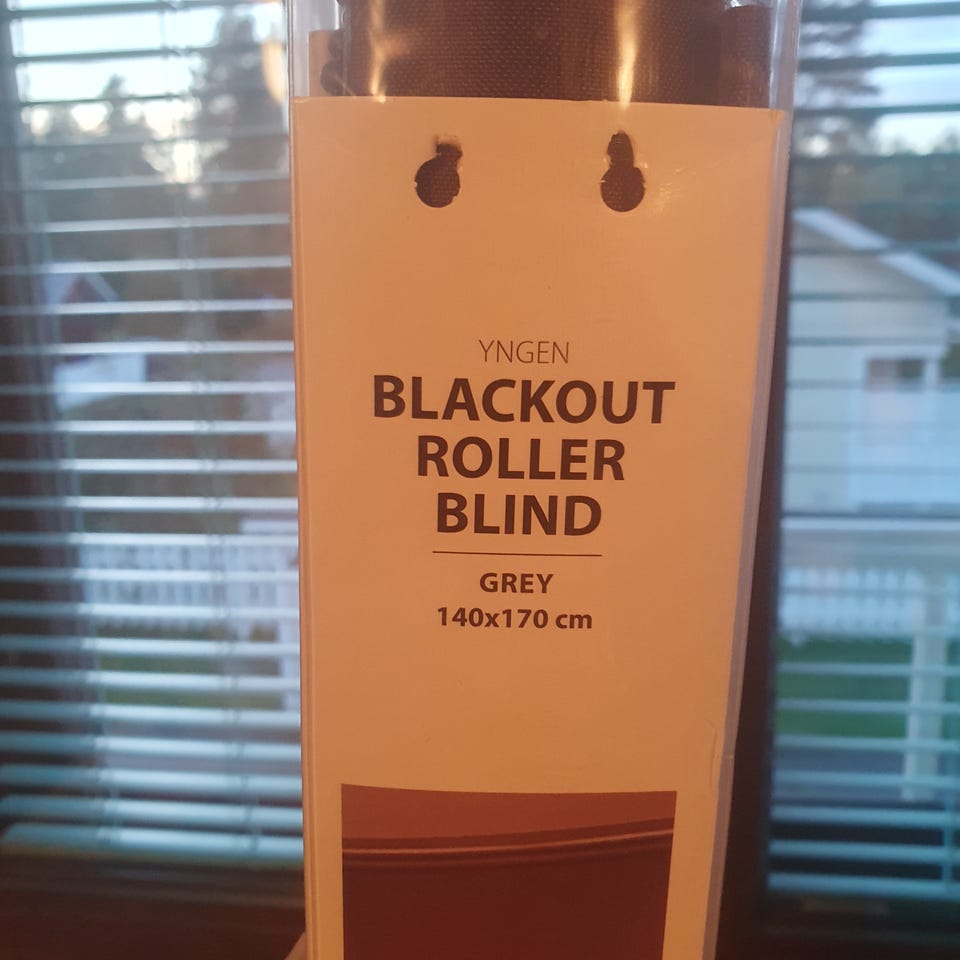 YNGEN
BLACKOUT
ROLLER
BLIND
GREY
140x170 cm